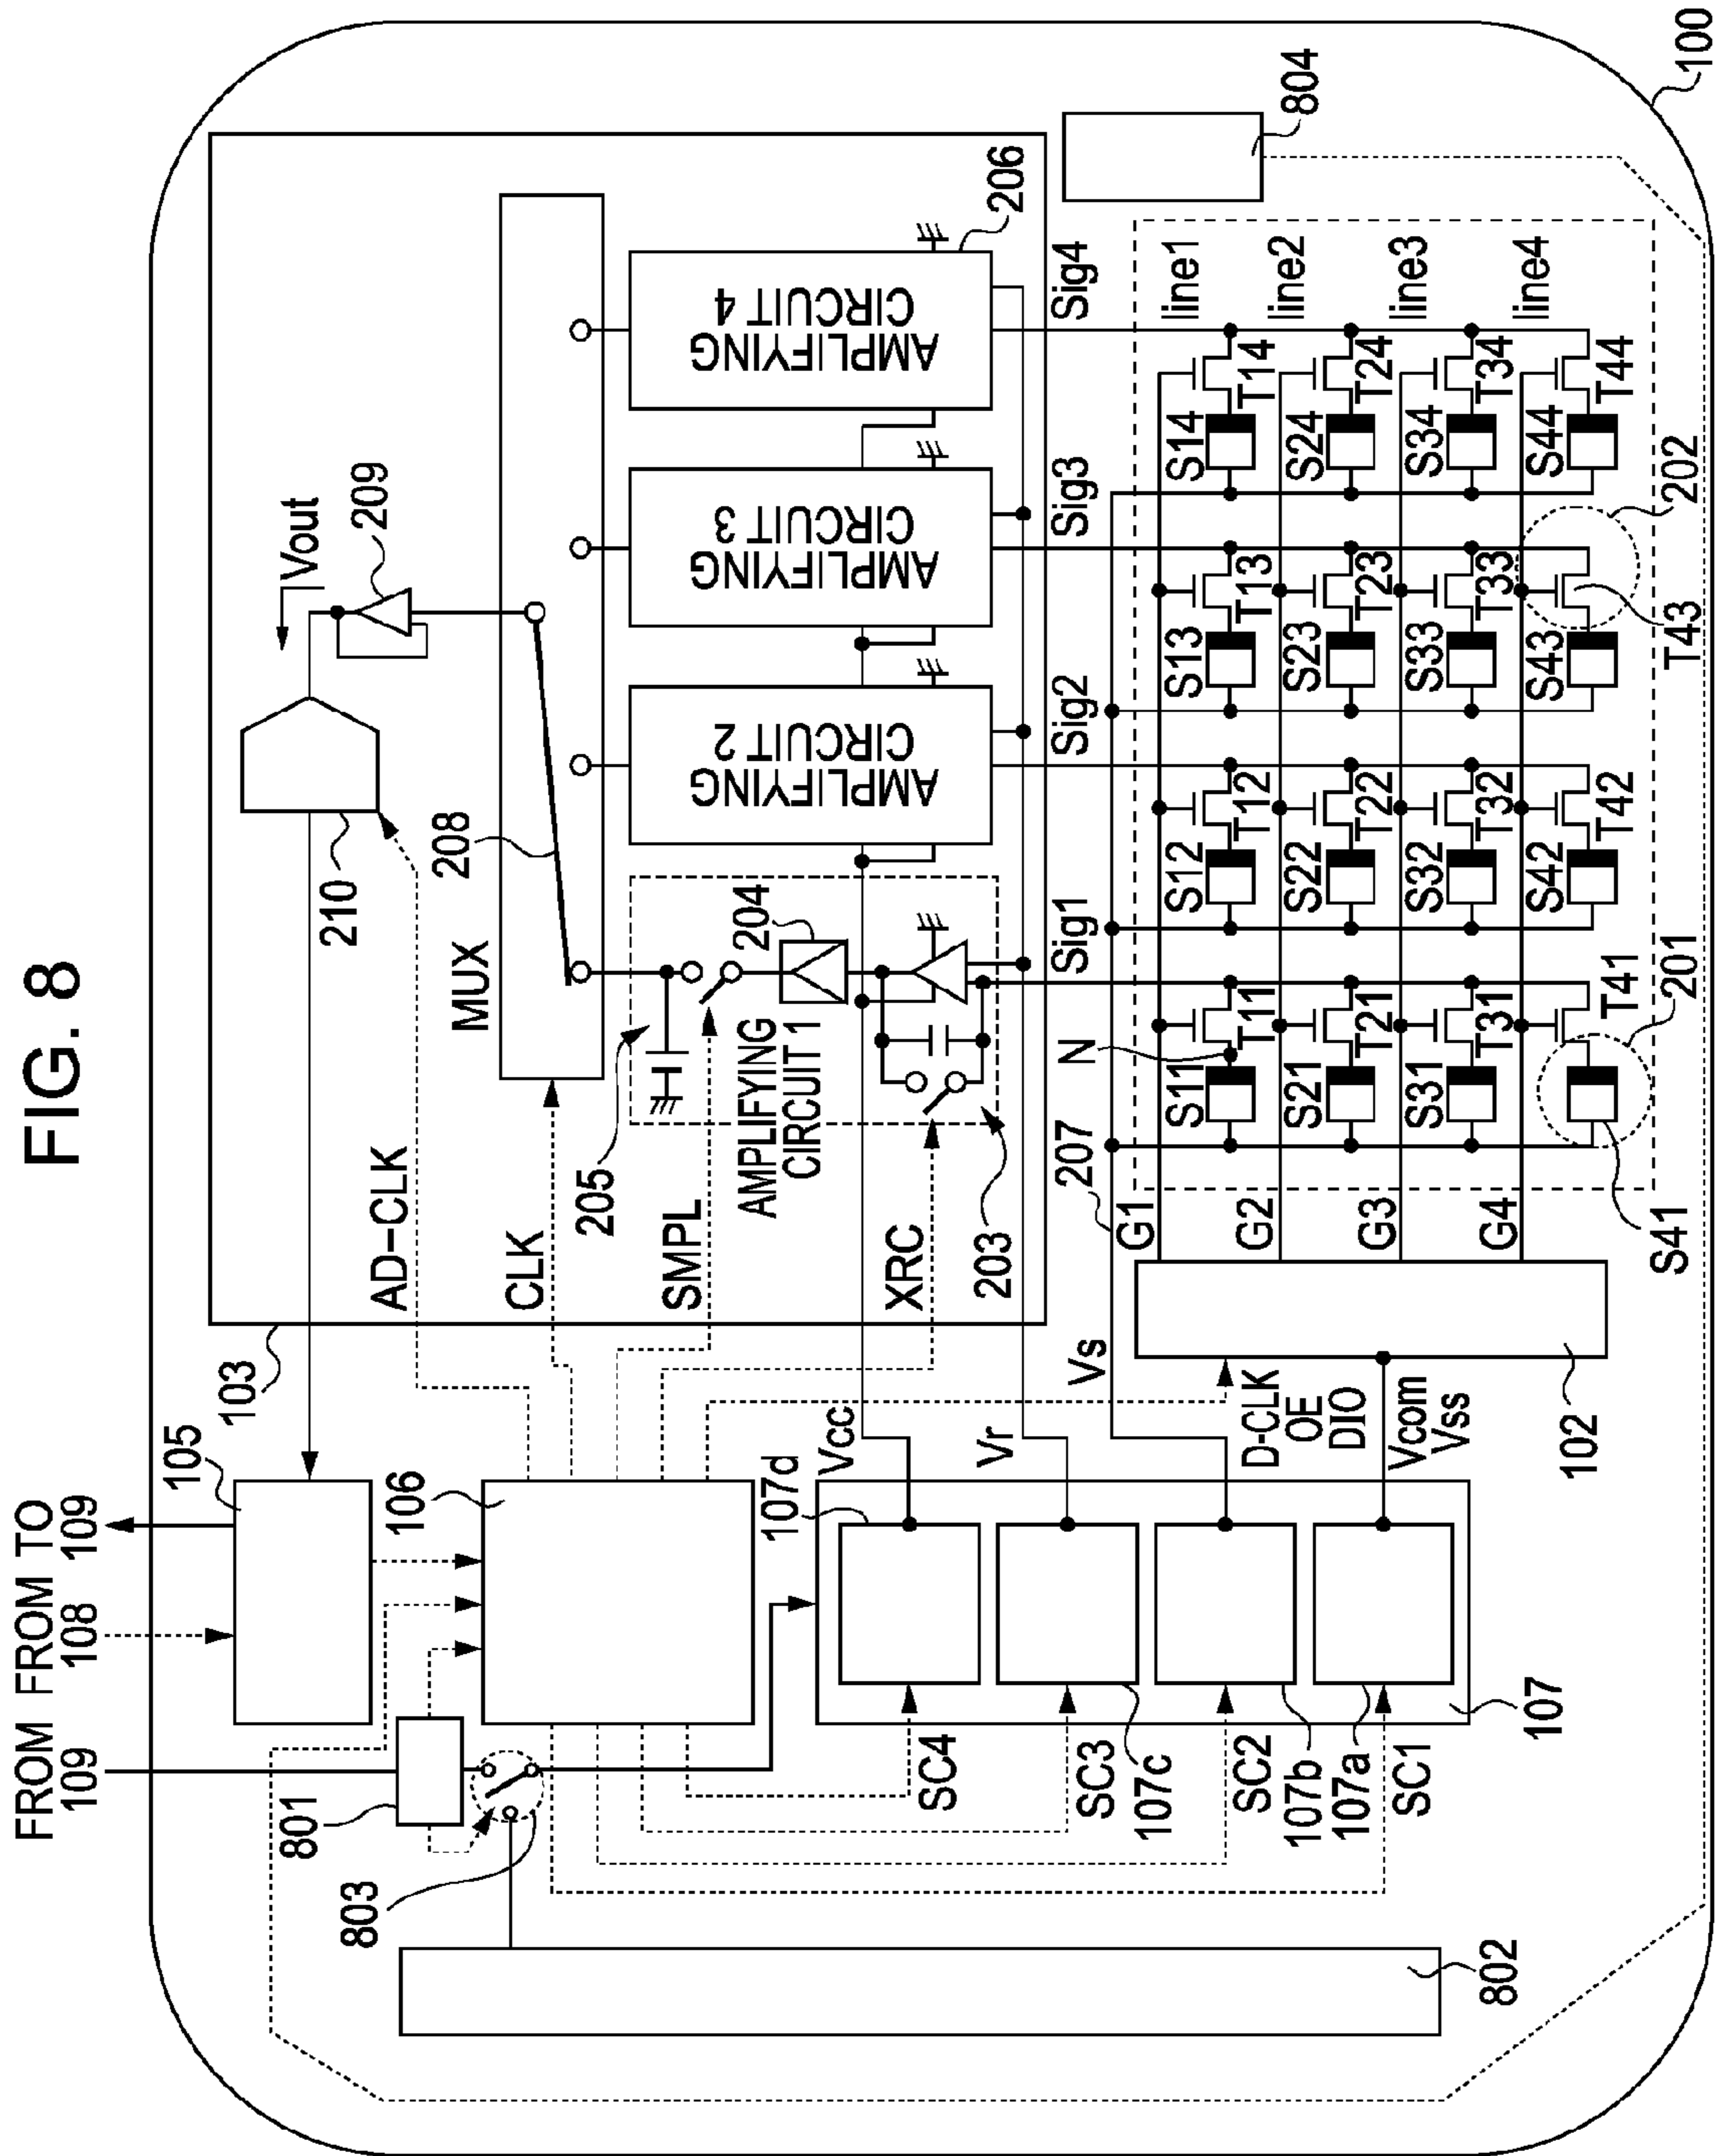 FIG. 8
FROM 109
FROM 108
TO 109
105
103
AD-CLK
210
Vout
209
208
MUX
CLK
106
801
803
205
SMPL
204
AMPLIFYING CIRCUIT 1
AMPLIFYING CIRCUIT 2
AMPLIFYING CIRCUIT 3
AMPLIFYING CIRCUIT 4
206
XRC
203
107d
Vcc
SC4
Vr
SC3
107c
Vs
SC2
107b
107a
SC1
107
D-CLK
OE
DIO
Vcom
Vss
102
802
207
N
Sig1
Sig2
Sig3
Sig4
804
100
G1
S11
T11
S12
T12
S13
T13
S14
T14
line1
G2
S21
T21
S22
T22
S23
T23
S24
T24
line2
G3
S31
T31
S32
T32
S33
T33
S34
T34
line3
G4
T41
S42
T42
S43
S44
T44
line4
S41
201
T43
202